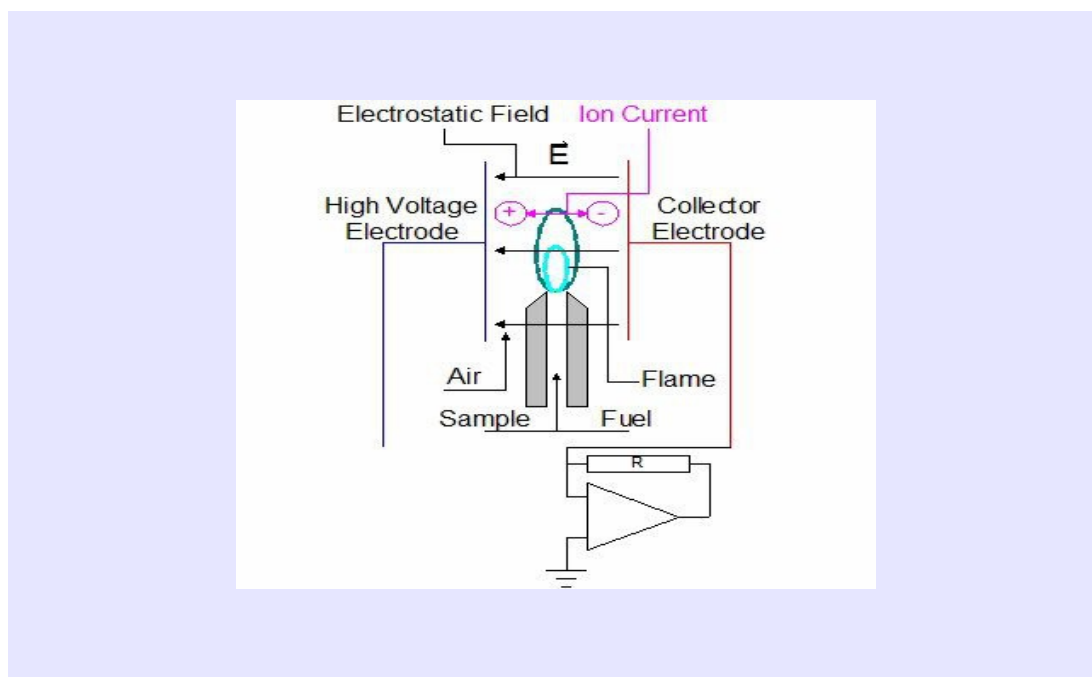 Electrostatic Field Ion Current
E
High Voltage
Electrode
+
-
Collector
Electrode
Air
Flame
Sample
Fuel
R